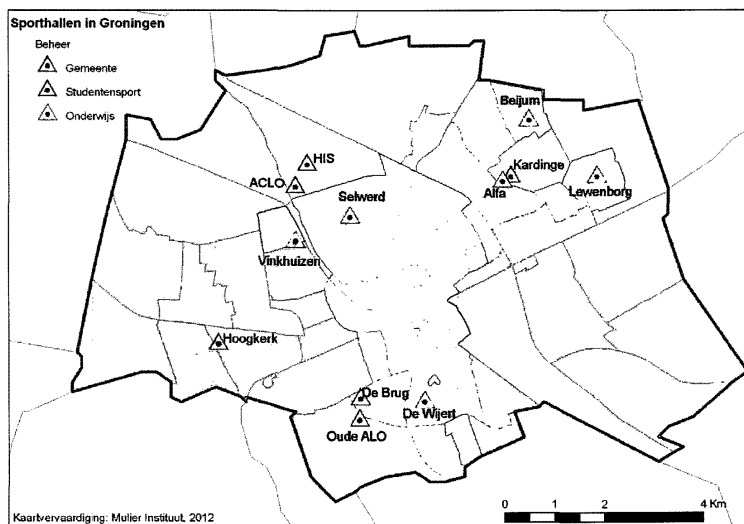 Sporthallen in Groningen
Beheer
Gemeente
Studentensport
Onderwijs
Beijum
HIS
Kardinge
ACLO
Alfa
Lewenborg
Selwerd
Vinkhuizen
Hoogkerk
De Brug
De Wijert
Oude ALO
0 1 2 4 Km
Kaartvervaardiging: Mulier Instituut, 2012